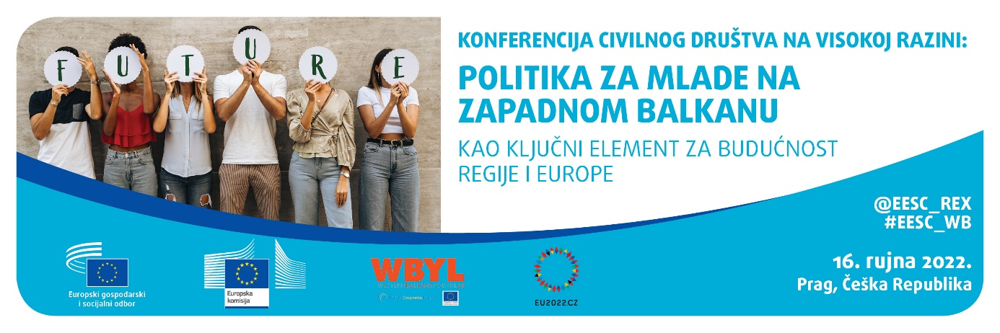 F U T U R E
KONFERENCIJA CIVILNOG DRUŠTVA NA VISOKOJ RAZINI:
POLITIKA ZA MLADE NA
ZAPADNOM BALKANU
KAO KLJUČNI ELEMENT ZA BUDUĆNOST
REGIJE I EUROPE
@EESC_REX
#EESC_WB
16. rujna 2022.
Prag, Češka Republika
Europski gospodarski
i socijalni odbor
Europska
komisija
WBYL
EU2022.CZ